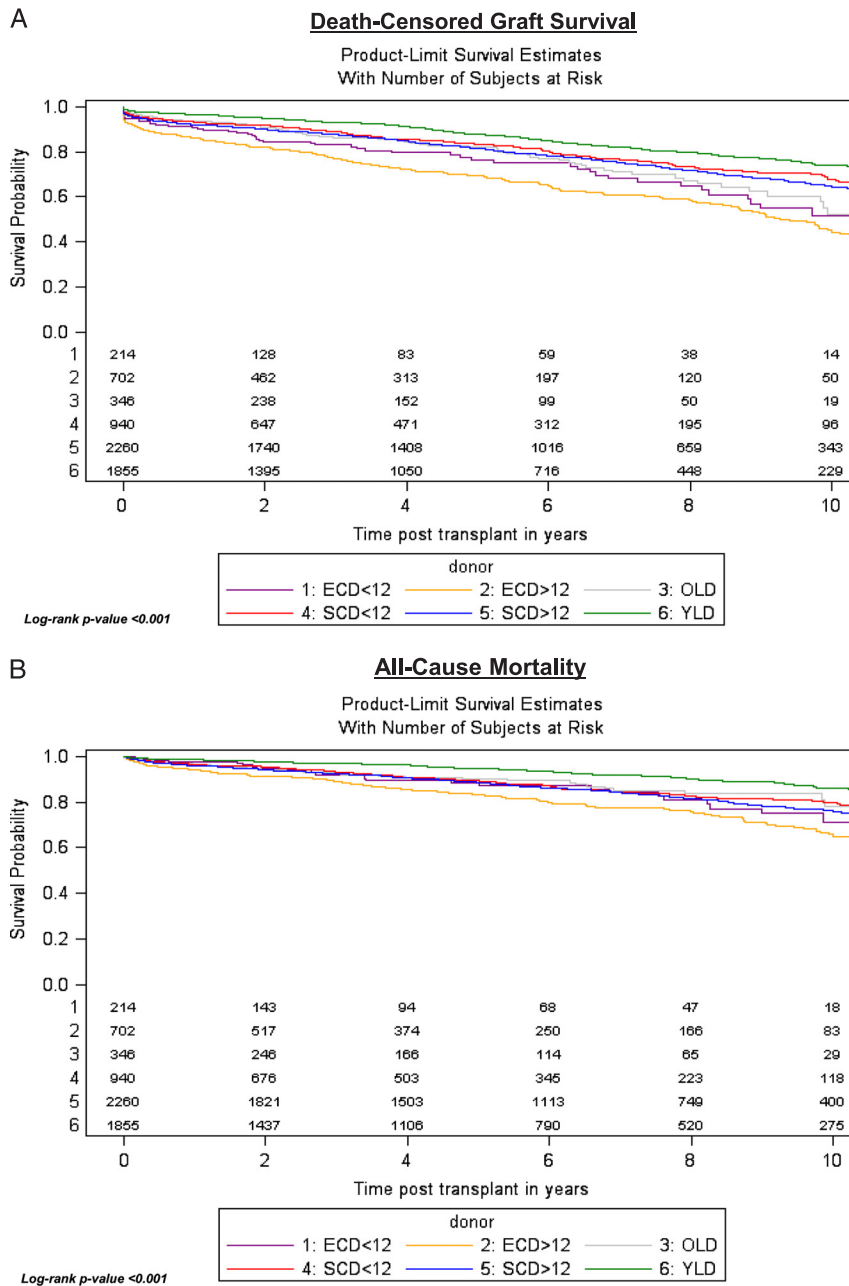 A
Death-Censored Graft Survival
Product-Limit Survival Estimates
With Number of Subjects at Risk
1.0
0.8
0.6
0.4
0.2
0.0
Survival Probability
1 214 128 83 59 38 14
2 702 462 313 197 120 50
3 346 238 152 99 50 19
4 940 647 471 312 195 96
5 2260 1740 1408 1016 659 343
6 1855 1395 1050 716 448 229
0 2 4 6 8 10
Time post transplant in years
donor
1: ECD<12 2: ECD>12 3: OLD
4: SCD<12 5: SCD>12 6: YLD
Log-rank p-value <0.001
B
All-Cause Mortality
Product-Limit Survival Estimates
With Number of Subjects at Risk
1.0
0.8
0.6
0.4
0.2
0.0
Survival Probability
1 214 143 94 68 47 18
2 702 517 374 250 166 83
3 346 246 166 114 65 29
4 940 676 503 345 223 118
5 2260 1821 1503 1113 749 400
6 1855 1437 1106 790 520 275
0 2 4 6 8 10
Time post transplant in years
donor
1: ECD<12 2: ECD>12 3: OLD
4: SCD<12 5: SCD>12 6: YLD
Log-rank p-value <0.001